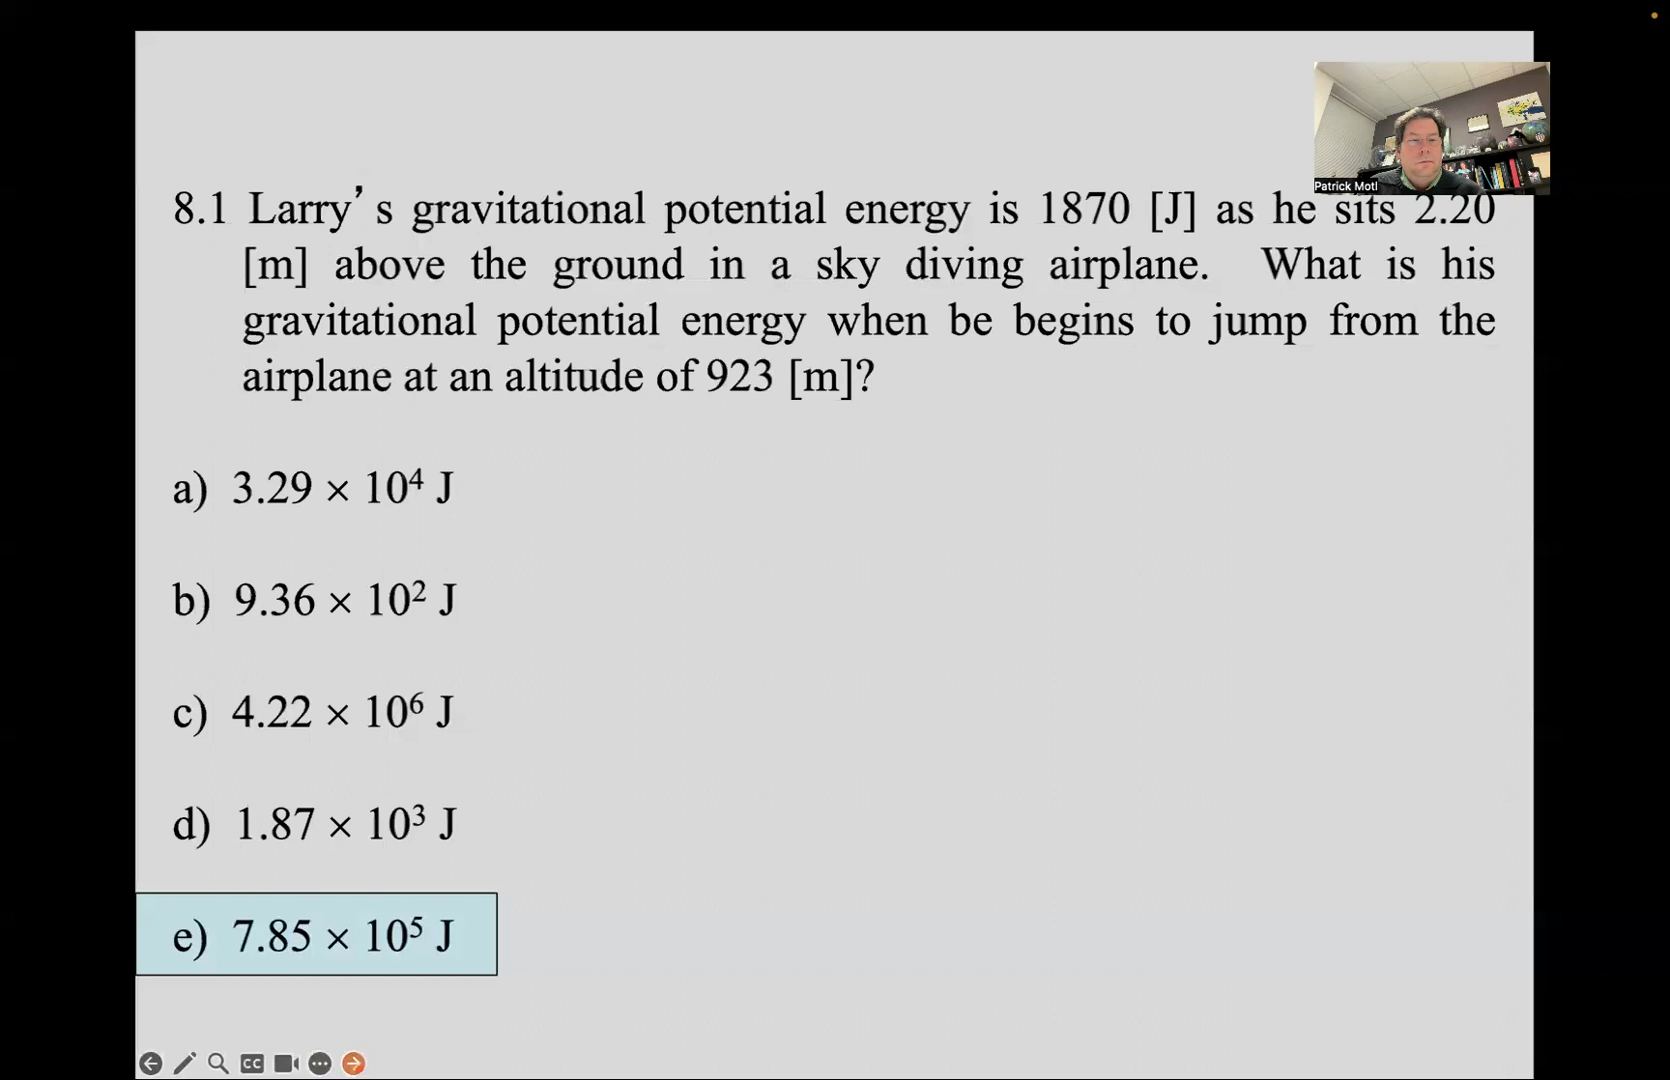 Patrick Motl
8.1 Larry’s gravitational potential energy is 1870 [J] as he sits 2.20
[m] above the ground in a sky diving airplane. What is his
gravitational potential energy when be begins to jump from the
airplane at an altitude of 923 [m]?
a) 3.29 × 10⁴ J
b) 9.36 × 10² J
c) 4.22 × 10⁶ J
d) 1.87 × 10³ J
e) 7.85 × 10⁵ J
CC